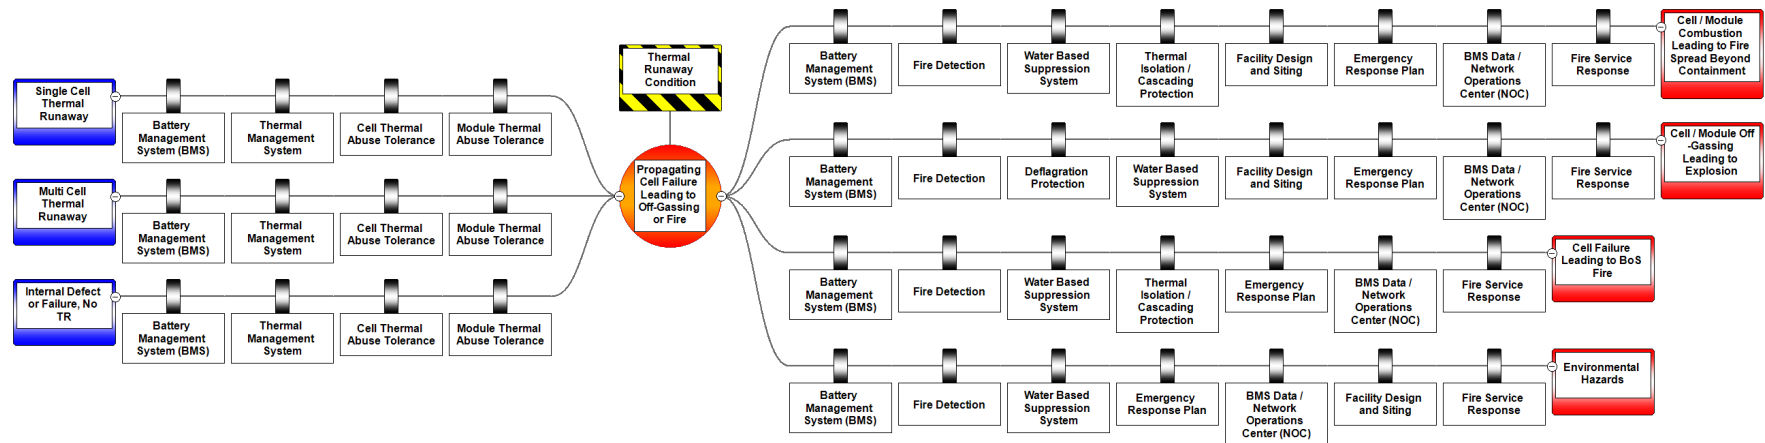 Single Cell
Thermal
Runaway
Battery
Management
System (BMS)
Thermal
Management
System
Cell Thermal
Abuse Tolerance
Module Thermal
Abuse Tolerance
Multi Cell
Thermal
Runaway
Battery
Management
System (BMS)
Thermal
Management
System
Cell Thermal
Abuse Tolerance
Module Thermal
Abuse Tolerance
Internal Defect
or Failure, No
TR
Battery
Management
System (BMS)
Thermal
Management
System
Cell Thermal
Abuse Tolerance
Module Thermal
Abuse Tolerance
Thermal
Runaway
Condition
Propagating
Cell Failure
Leading to
Off-Gassing
or Fire
Battery
Management
System (BMS)
Fire Detection
Water Based
Suppression
System
Thermal
Isolation /
Cascading
Protection
Facility Design
and Siting
Emergency
Response Plan
BMS Data /
Network
Operations
Center (NOC)
Fire Service
Response
Cell / Module
Combustion
Leading to Fire
Spread Beyond
Containment
Battery
Management
System (BMS)
Fire Detection
Deflagration
Protection
Water Based
Suppression
System
Facility Design
and Siting
Emergency
Response Plan
BMS Data /
Network
Operations
Center (NOC)
Fire Service
Response
Cell / Module Off
-Gassing
Leading to
Explosion
Battery
Management
System (BMS)
Fire Detection
Water Based
Suppression
System
Thermal
Isolation /
Cascading
Protection
Emergency
Response Plan
BMS Data /
Network
Operations
Center (NOC)
Fire Service
Response
Cell Failure
Leading to BoS
Fire
Battery
Management
System (BMS)
Fire Detection
Water Based
Suppression
System
Emergency
Response Plan
BMS Data /
Network
Operations
Center (NOC)
Facility Design
and Siting
Fire Service
Response
Environmental
Hazards